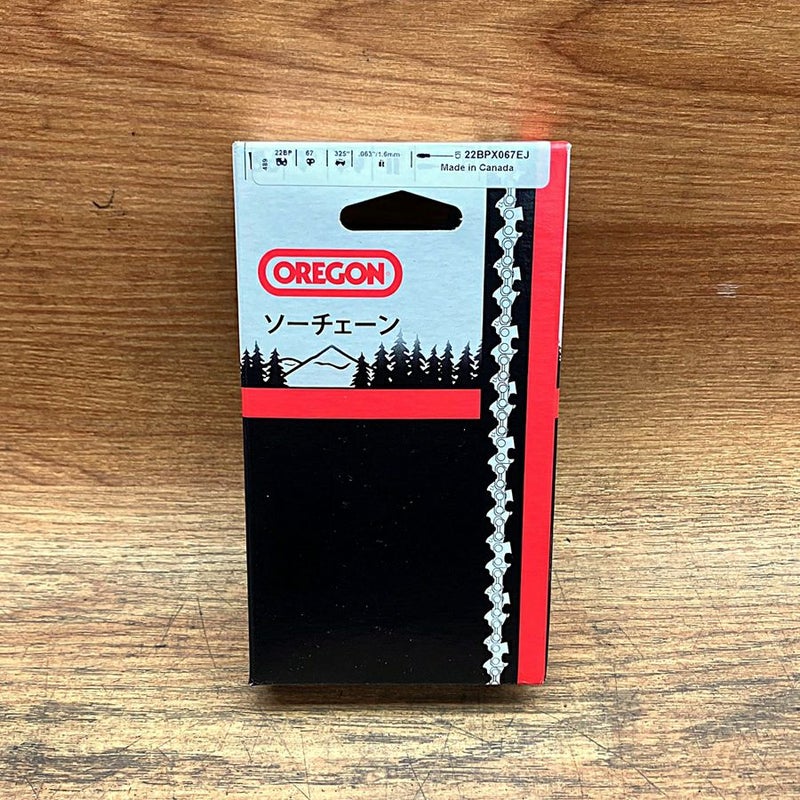 489 22BP 67 .325" .063"/1.6mm 22BPX067EJ
Made in Canada
OREGON
ソーチェーン